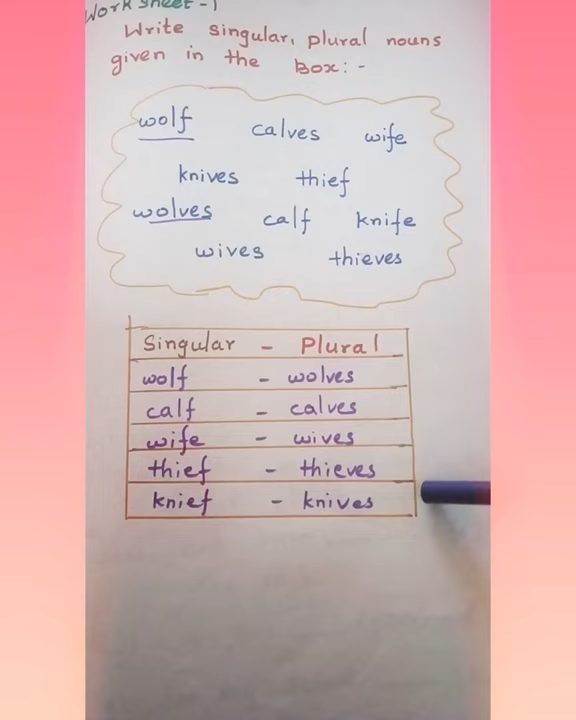 Work Sheet-1
Write singular, plural nouns
given in the Box:-
wolf calves wife
knives thief
wolves calf knife
wives thieves
Singular - Plural
wolf - wolves
calf - calves
wife - wives
thief - thieves
knief - knives